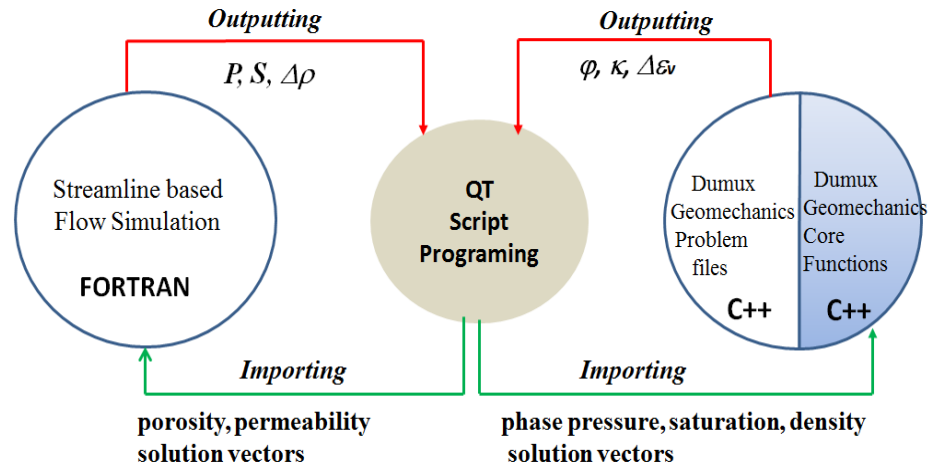 Outputting
P, S, Δρ
Outputting
φ, κ, Δεv
Streamline based
Flow Simulation
FORTRAN
QT
Script
Programing
Dumux
Geomechanics
Problem
files
C++
Dumux
Geomechanics
Core
Functions
C++
Importing
porosity, permeability
solution vectors
Importing
phase pressure, saturation, density
solution vectors